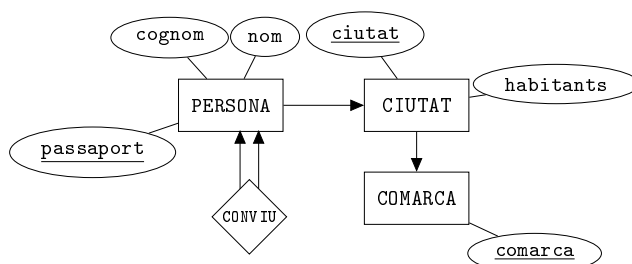 cognom
nom
ciutat
PERSONA
CIUTAT
habitants
passaport
COMARCA
CONVIU
comarca